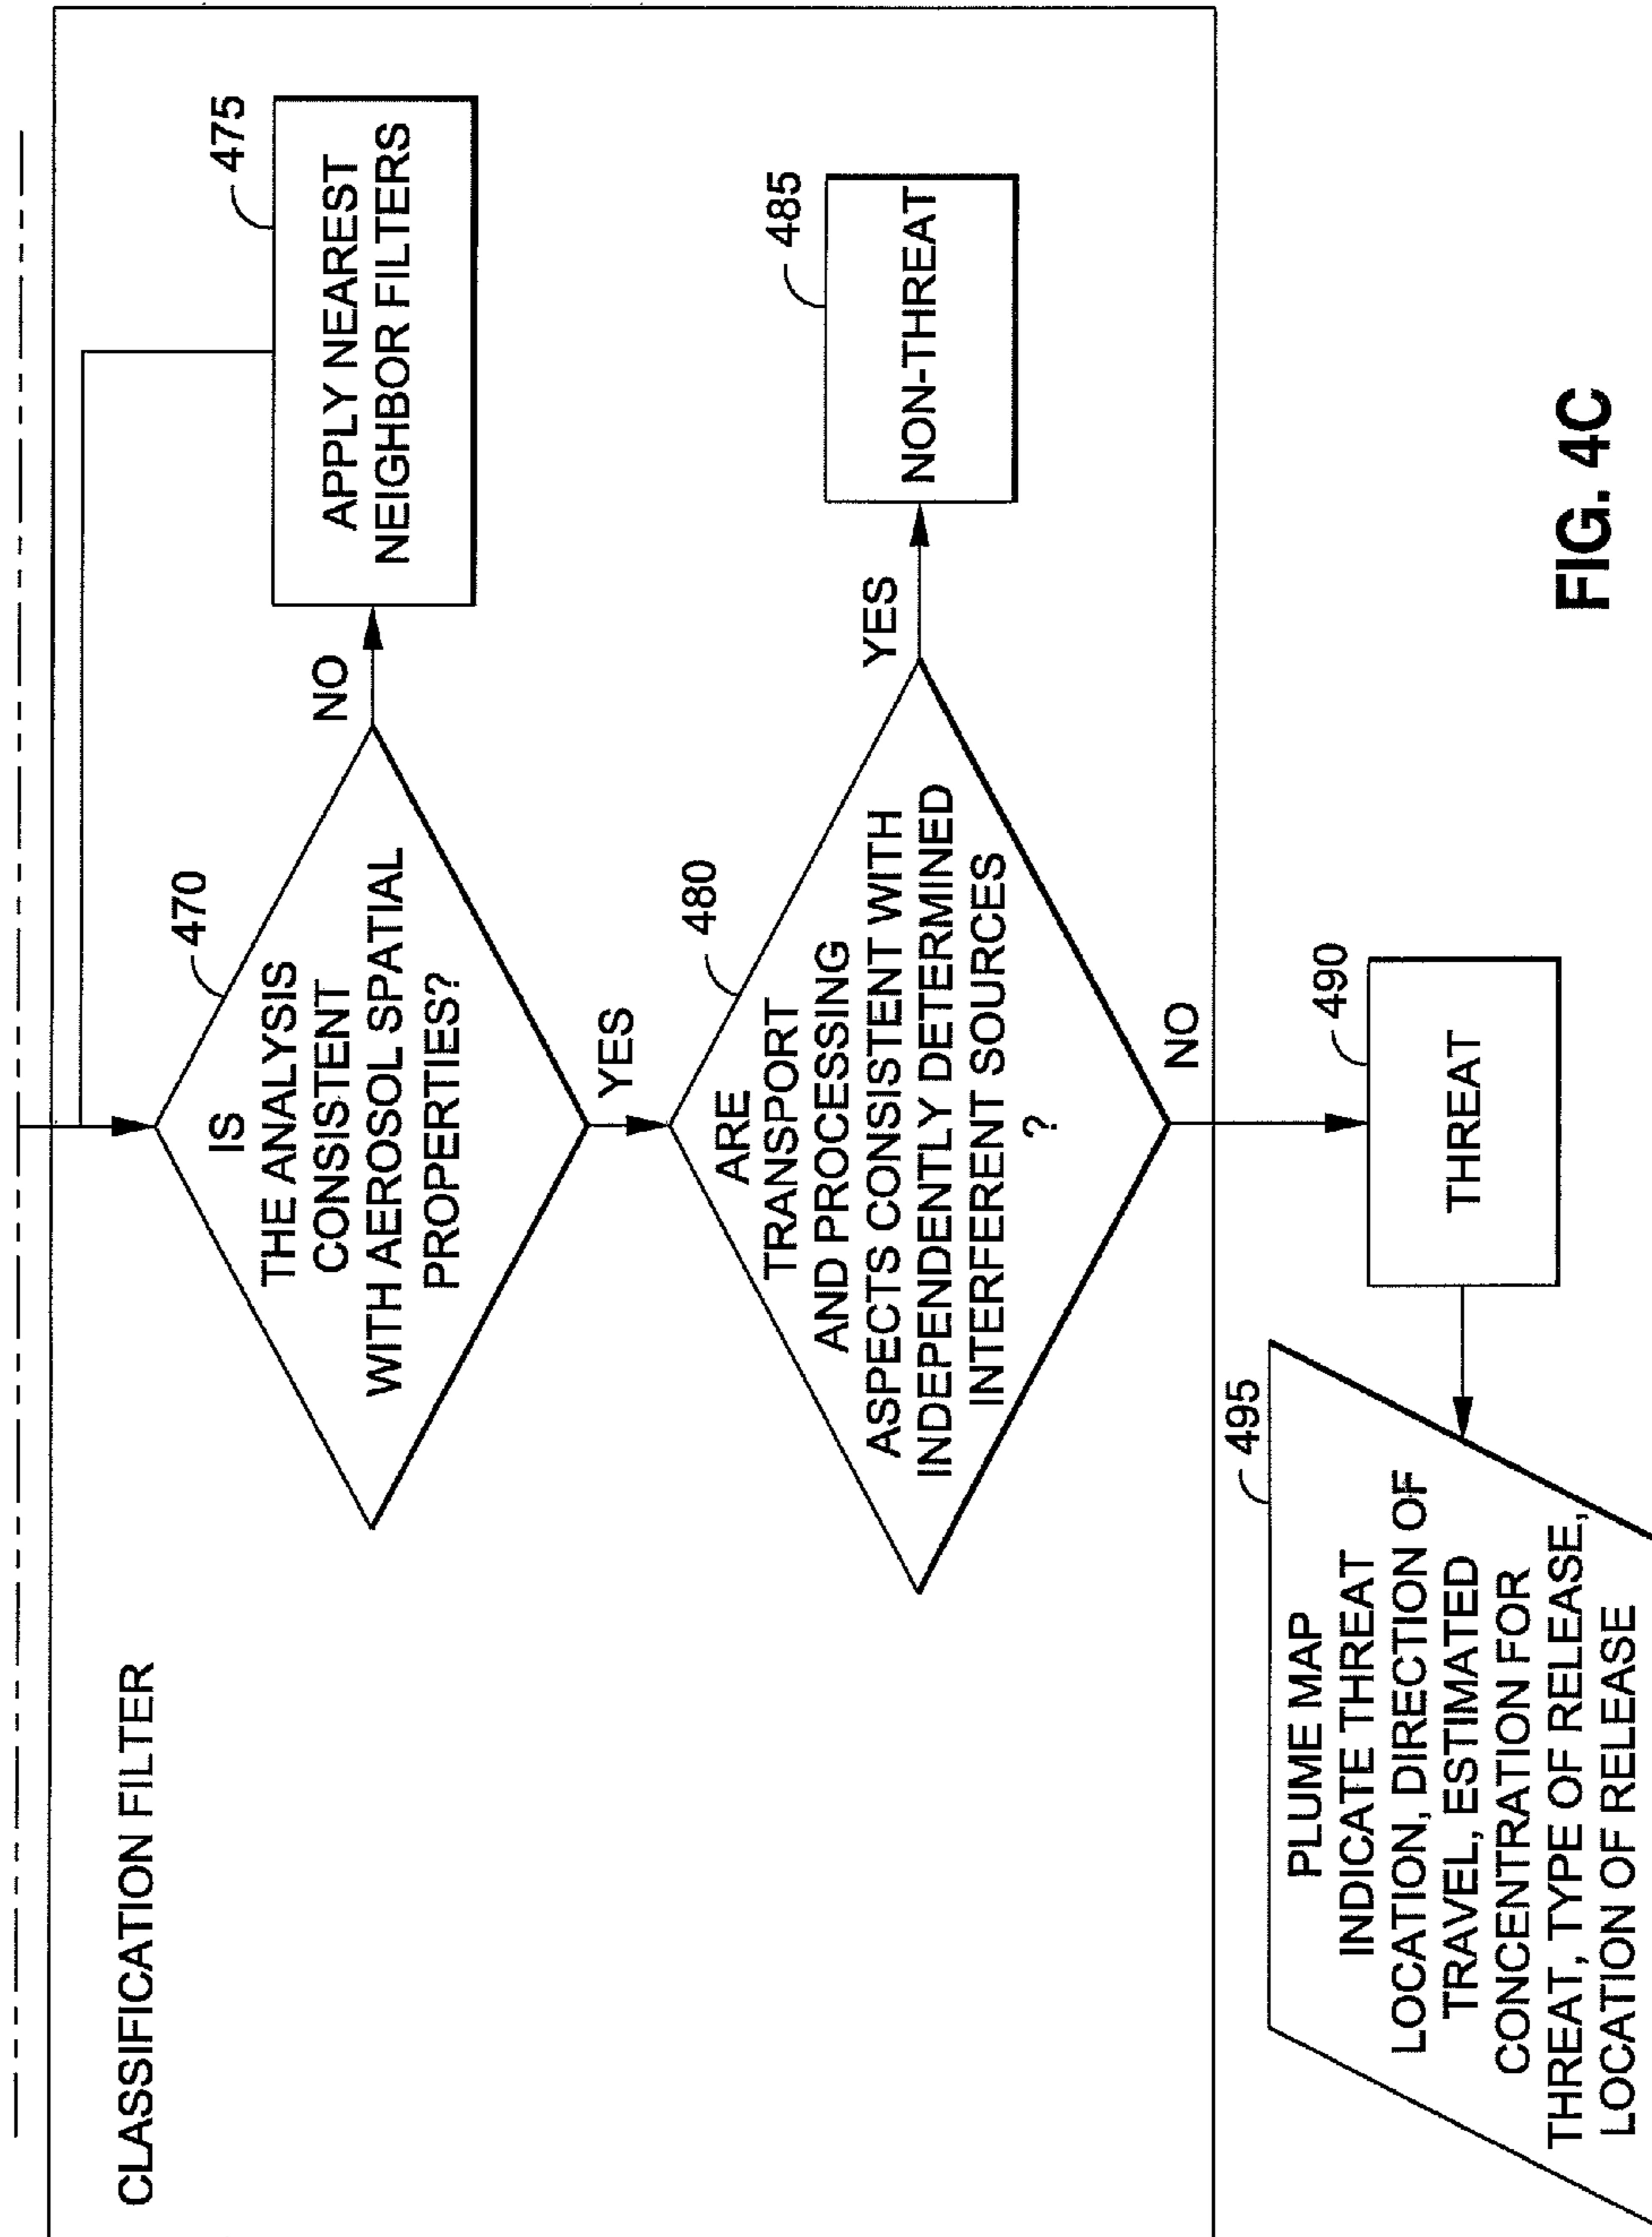 CLASSIFICATION FILTER
470
IS
THE ANALYSIS
CONSISTENT
WITH AEROSOL SPATIAL
PROPERTIES?
NO
475
APPLY NEAREST
NEIGHBOR FILTERS
YES
480
ARE
TRANSPORT
AND PROCESSING
ASPECTS CONSISTENT WITH
INDEPENDENTLY DETERMINED
INTERFERENT SOURCES
?
YES
485
NON-THREAT
NO
490
THREAT
495
PLUME MAP
INDICATE THREAT
LOCATION, DIRECTION OF
TRAVEL, ESTIMATED
CONCENTRATION FOR
THREAT, TYPE OF RELEASE,
LOCATION OF RELEASE
FIG. 4C